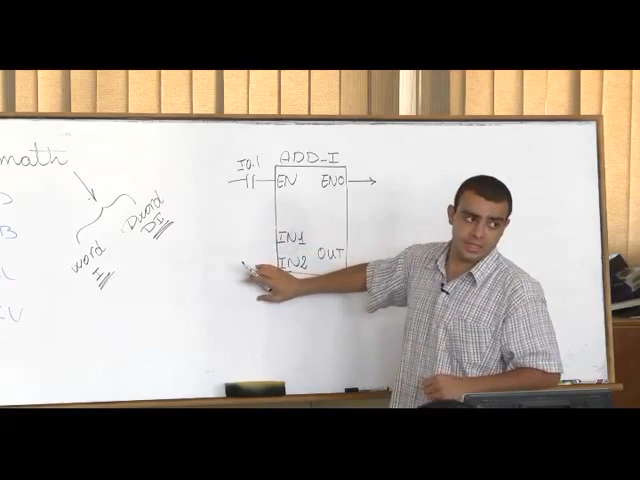 math
word
I
Dword
DI
I0.1
ADD-I
EN ENO
IN1
IN2 OUT
B